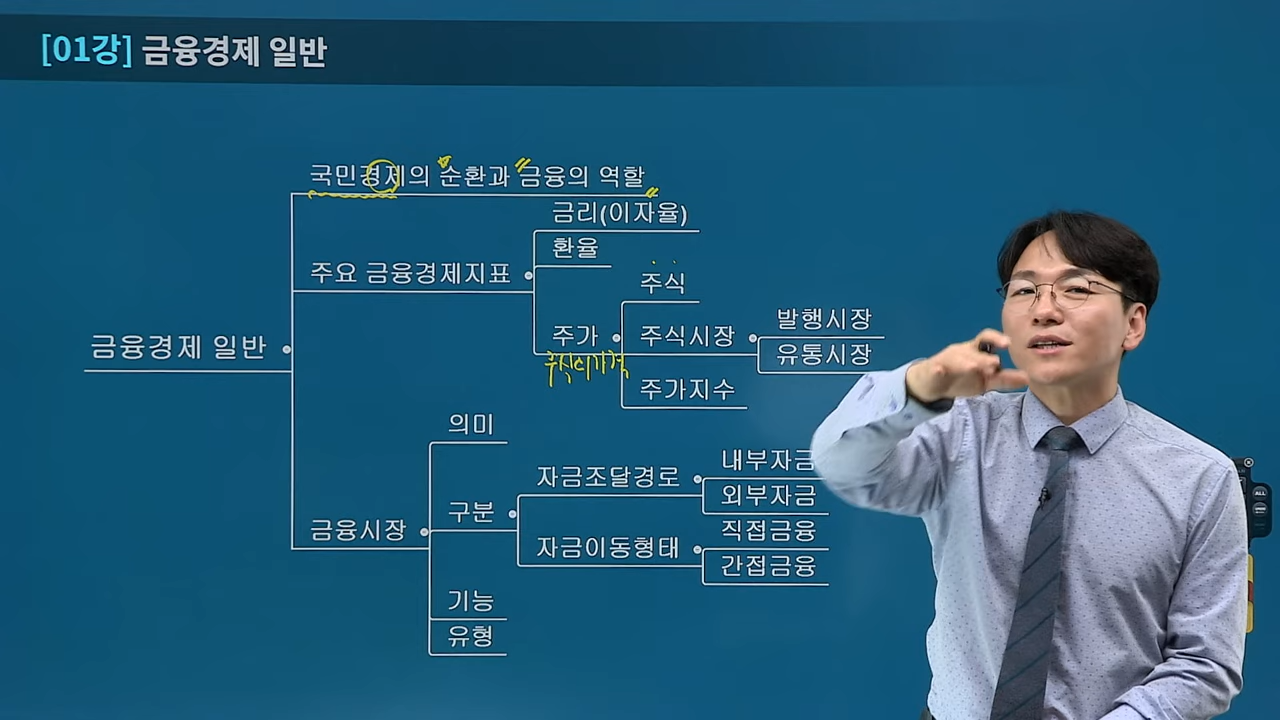 [01강] 금융경제 일반
국민경제의 순환과 금융의 역할
금리(이자율)
환율
주요 금융경제지표
주식
발행시장
주가
주식시장
유통시장
주식의가격
주가지수
금융경제 일반
의미
내부자금
자금조달경로
외부자금
구분
직접금융
금융시장
자금이동형태
간접금융
기능
유형
ALL